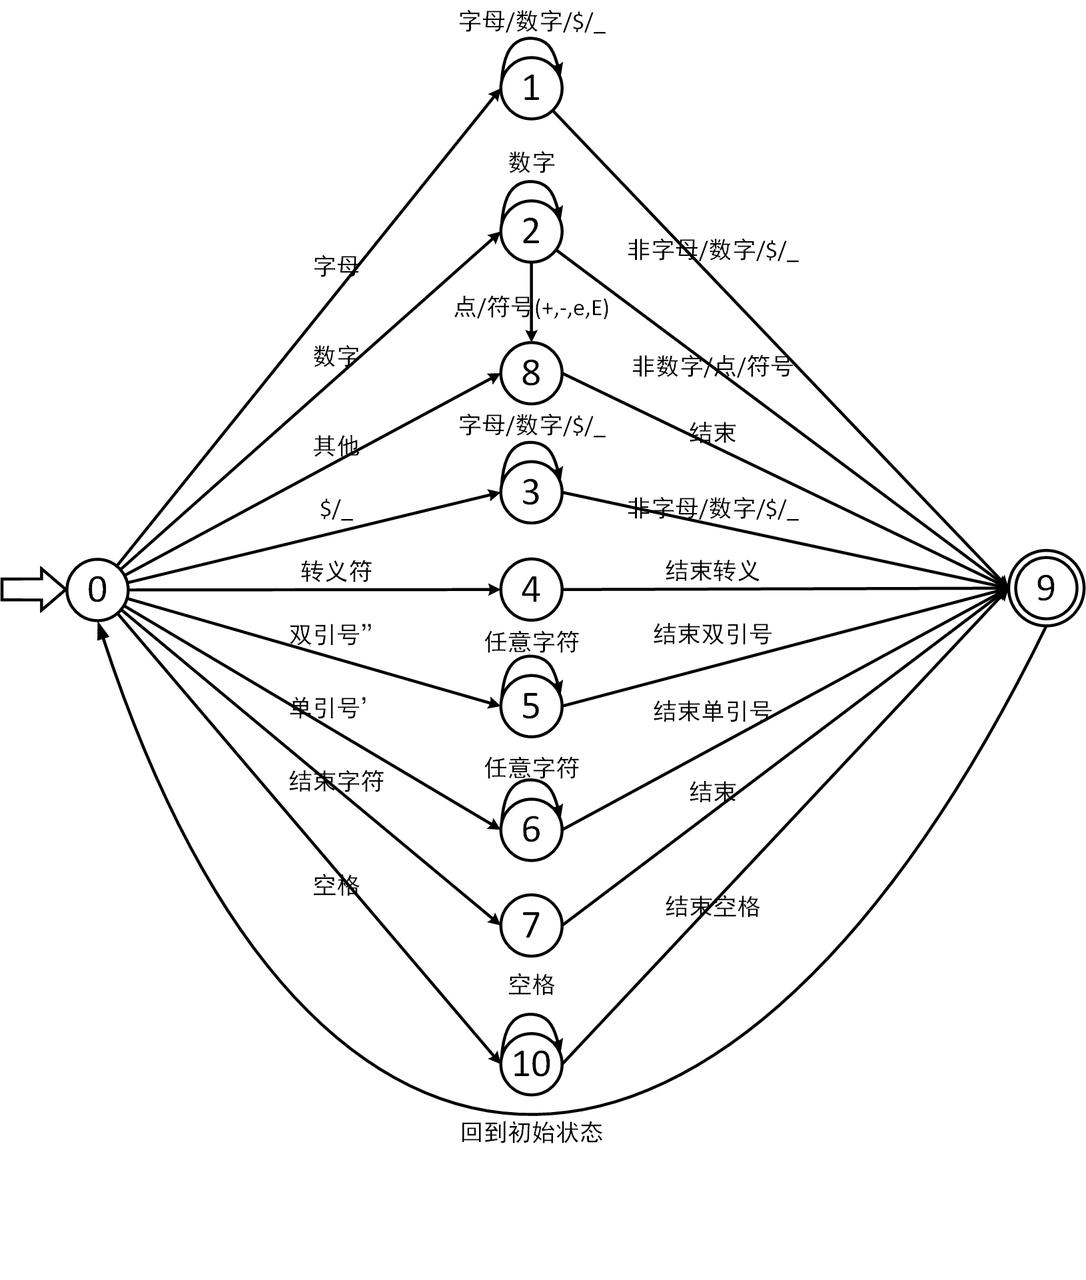 字母/数字/$/_
1
数字
2
非字母/数字/$/_
字母
点/符号(+,-,e,E)
数字
非数字/点/符号
8
其他
字母/数字/$/_
结束
3
$/_
非字母/数字/$/_
转义符
结束转义
0
4
9
双引号”
任意字符
结束双引号
5
单引号’
结束单引号
任意字符
结束字符
结束
6
空格
结束空格
7
空格
10
回到初始状态